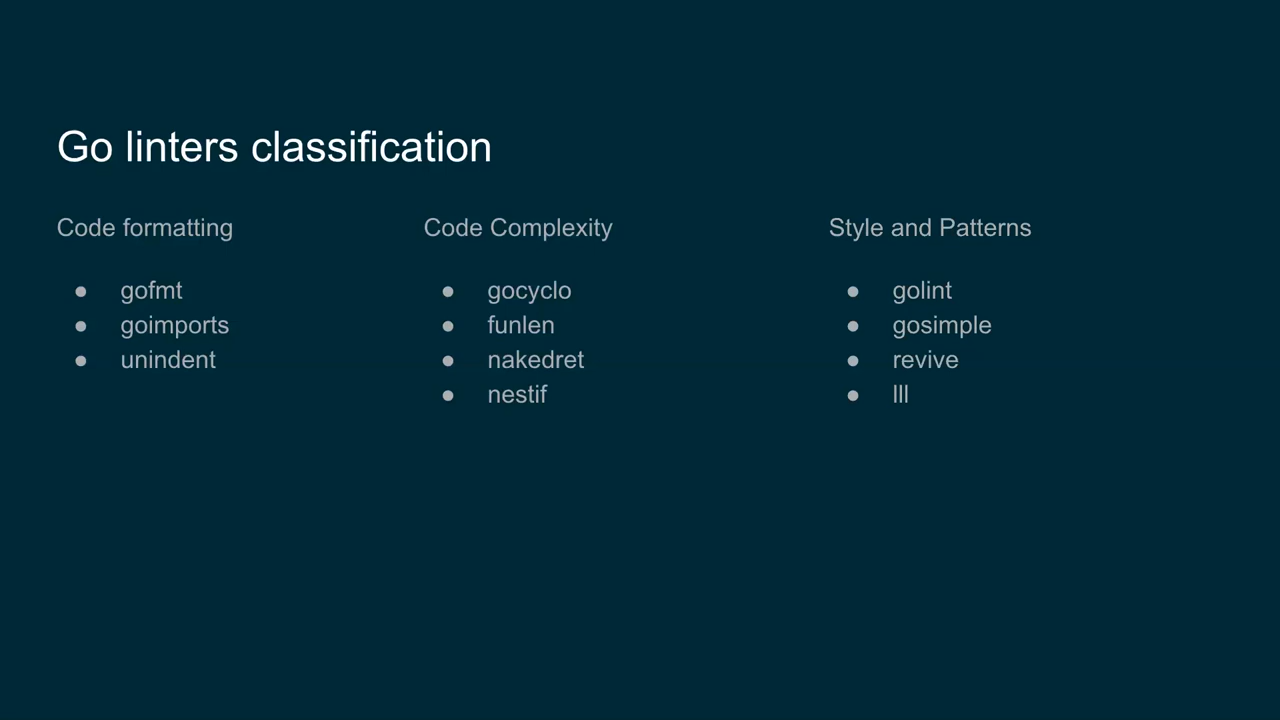 Go linters classification
Code formatting
● gofmt
● goimports
● unindent
Code Complexity
● gocyclo
● funlen
● nakedret
● nestif
Style and Patterns
● golint
● gosimple
● revive
● lll